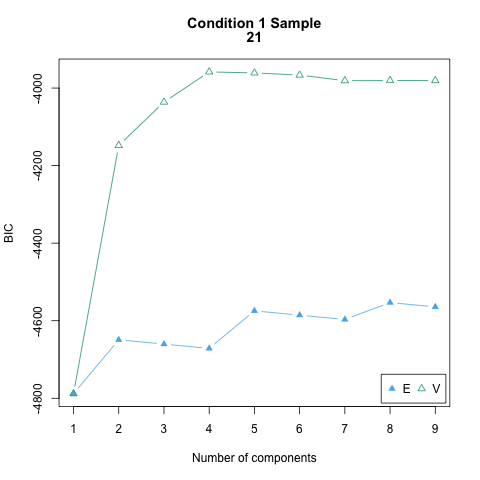 Condition 1 Sample
21
BIC
-4000
-4200
-4400
-4600
-4800
1 2 3 4 5 6 7 8 9
Number of components
E V